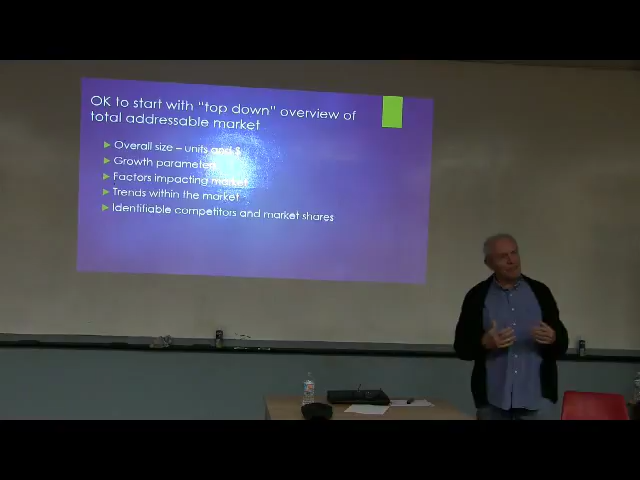 OK to start with “top down” overview of
total addressable market
Overall size – units and $
Growth parameters
Factors impacting market
Trends within the market
Identifiable competitors and market shares